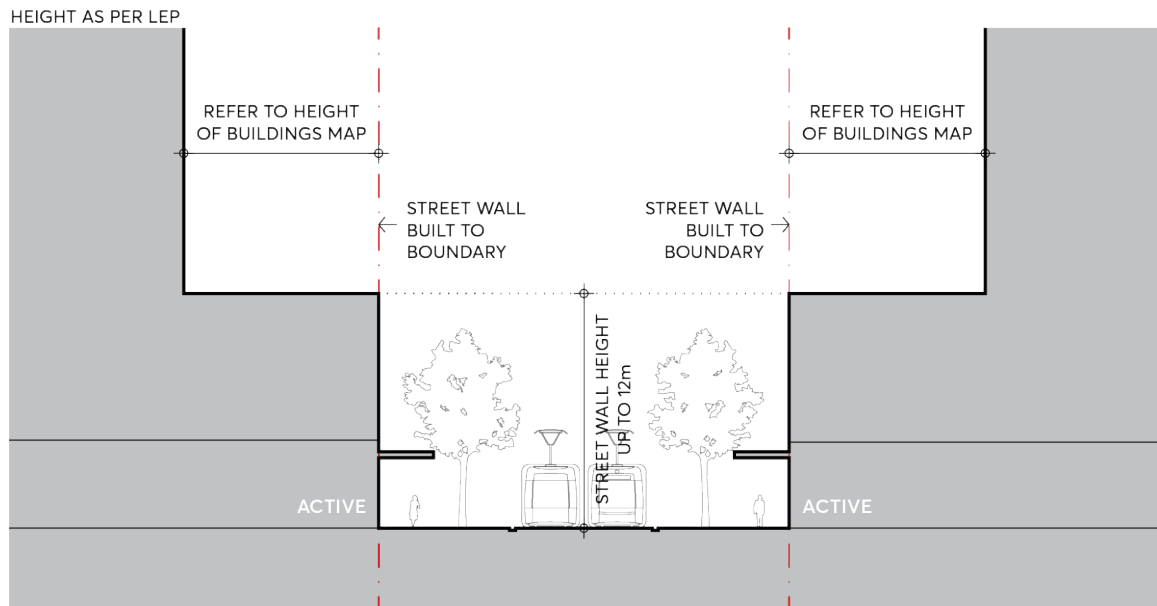 HEIGHT AS PER LEP
REFER TO HEIGHT
OF BUILDINGS MAP
REFER TO HEIGHT
OF BUILDINGS MAP
STREET WALL
BUILT TO
BOUNDARY
STREET WALL
BUILT TO
BOUNDARY
STREET WALL HEIGHT
UP TO 12m
ACTIVE
ACTIVE